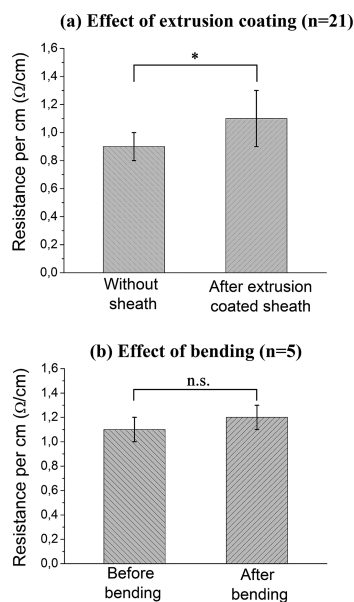 (a) Effect of extrusion coating (n=21)
Resistance per cm (Ω/cm)
1,6
1,4
1,2
1,0
0,8
0,6
0,4
0,2
0,0
*
Without
sheath
After extrusion
coated sheath
(b) Effect of bending (n=5)
Resistance per cm (Ω/cm)
1,6
1,4
1,2
1,0
0,8
0,6
0,4
0,2
0,0
n.s.
Before
bending
After
bending